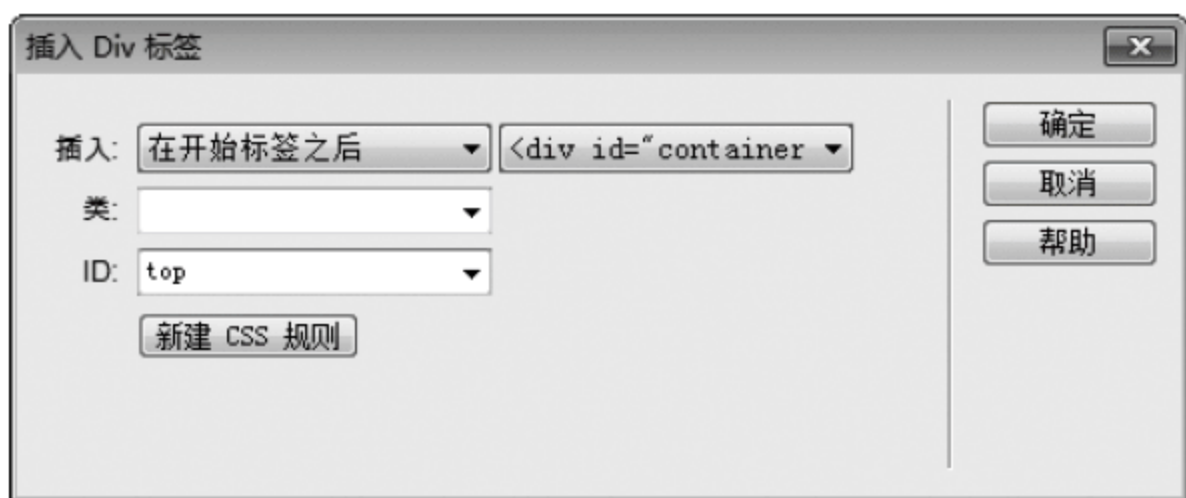 插入 Div 标签
插入: 在开始标签之后 <div id="container
类:
ID: top
新建 CSS 规则
确定
取消
帮助